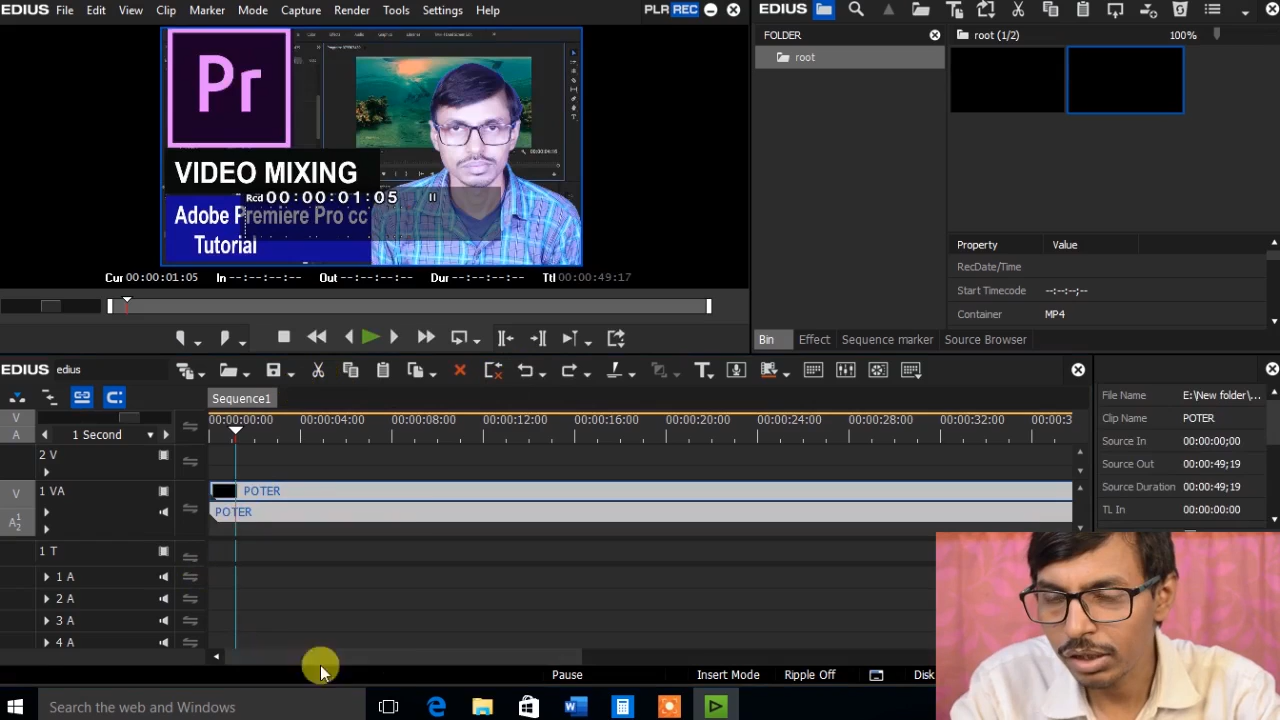 EDIUS File Edit View Clip Marker Mode Capture Render Tools Settings Help PLR REC
EDIUS
FOLDER
root (1/2) 100%
root
Pr
VIDEO MIXING
Rcd 00:00:01:05
Adobe Premiere Pro cc
Tutorial
Cur 00:00:01:05 In --:--:--:-- Out --:--:--:-- Dur --:--:--:-- Ttl 00:00:49:17
Property Value
RecDate/Time
Start Timecode --:--:--;--
Container MP4
Bin Effect Sequence marker Source Browser
EDIUS edius
Sequence1
V
A
1 Second
00:00:00:00 00:00:04:00 00:00:08:00 00:00:12:00 00:00:16:00 00:00:20:00 00:00:24:00 00:00:28:00 00:00:32:00 00:00:3
File Name E:\New folder\...
Clip Name POTER
Source In 00:00:00;00
Source Out 00:00:49;19
Source Duration 00:00:49;19
TL In 00:00:00:00
2 V
V
1 VA
POTER
A1 2
POTER
1 T
1 A
2 A
3 A
4 A
Pause Insert Mode Ripple Off Disk
Search the web and Windows